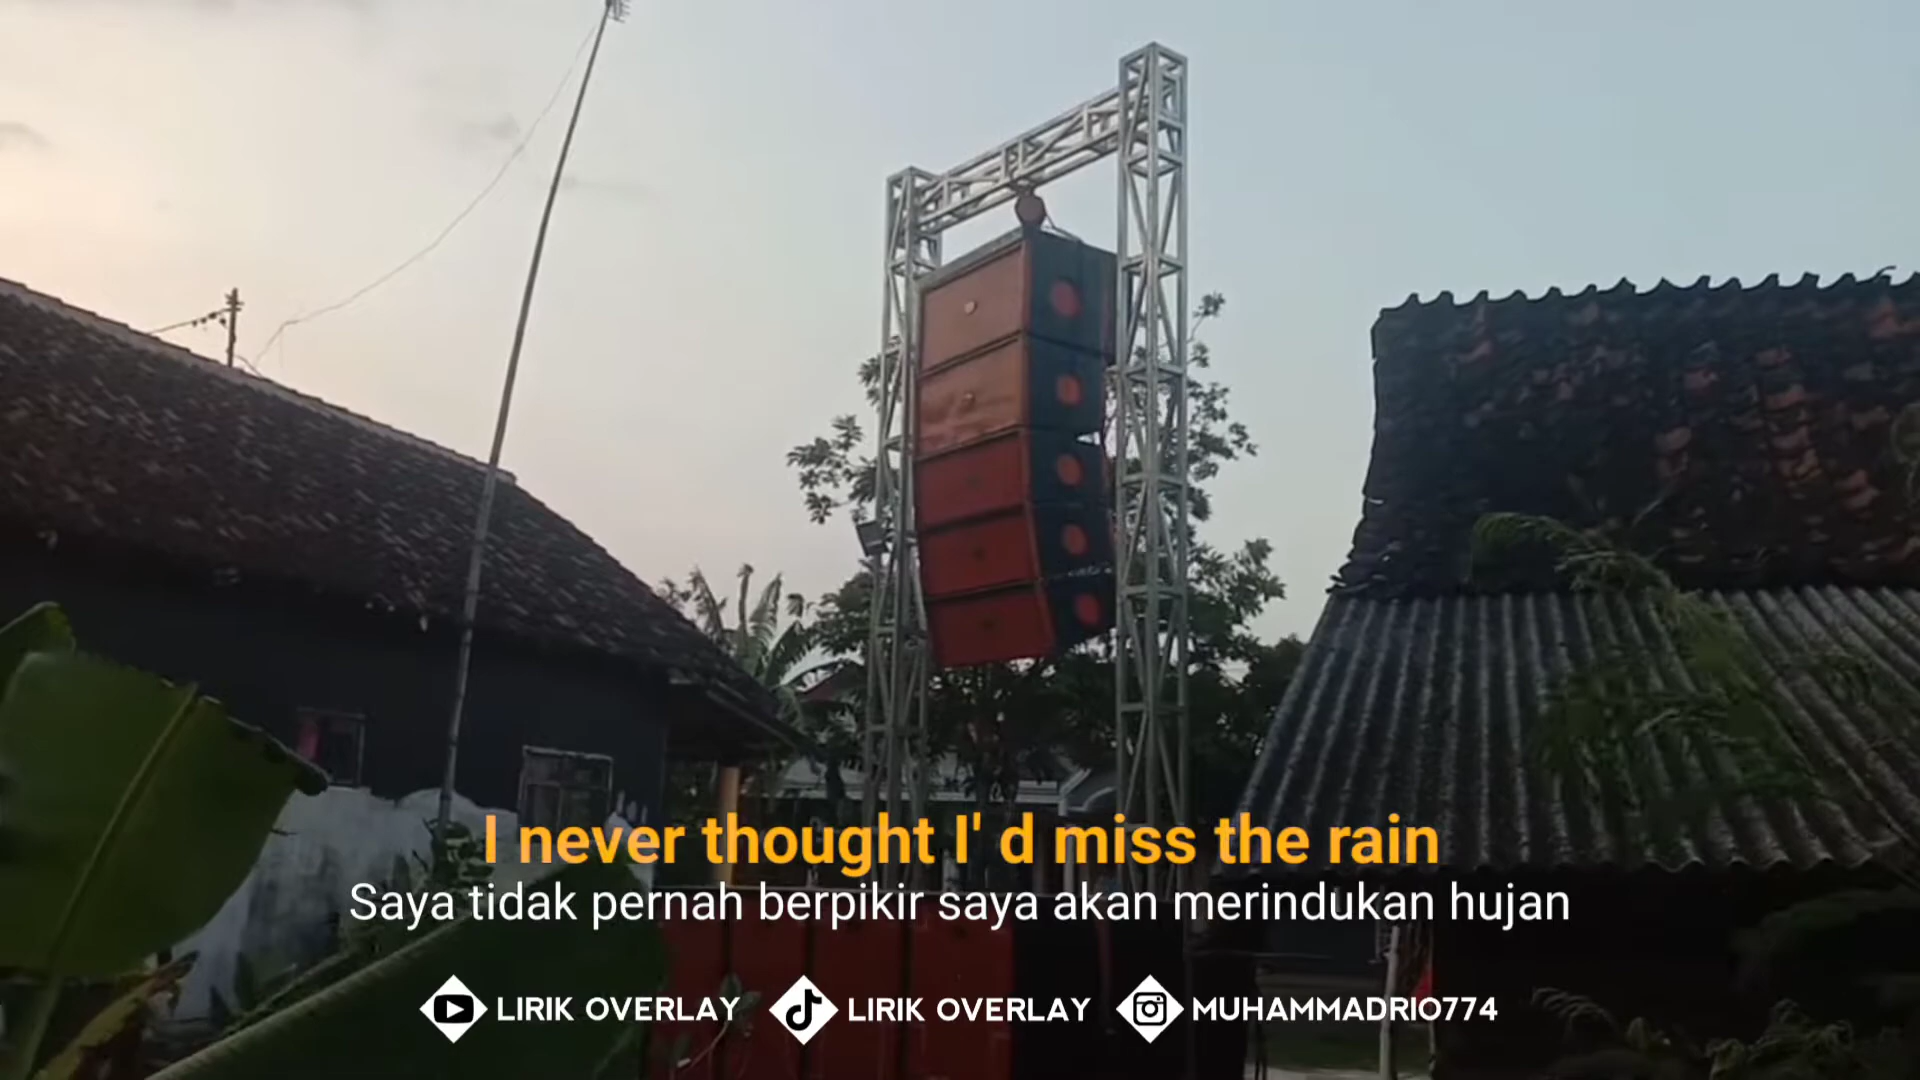 I never thought I' d miss the rain
Saya tidak pernah berpikir saya akan merindukan hujan
LIRIK OVERLAY LIRIK OVERLAY MUHAMMADRIO774